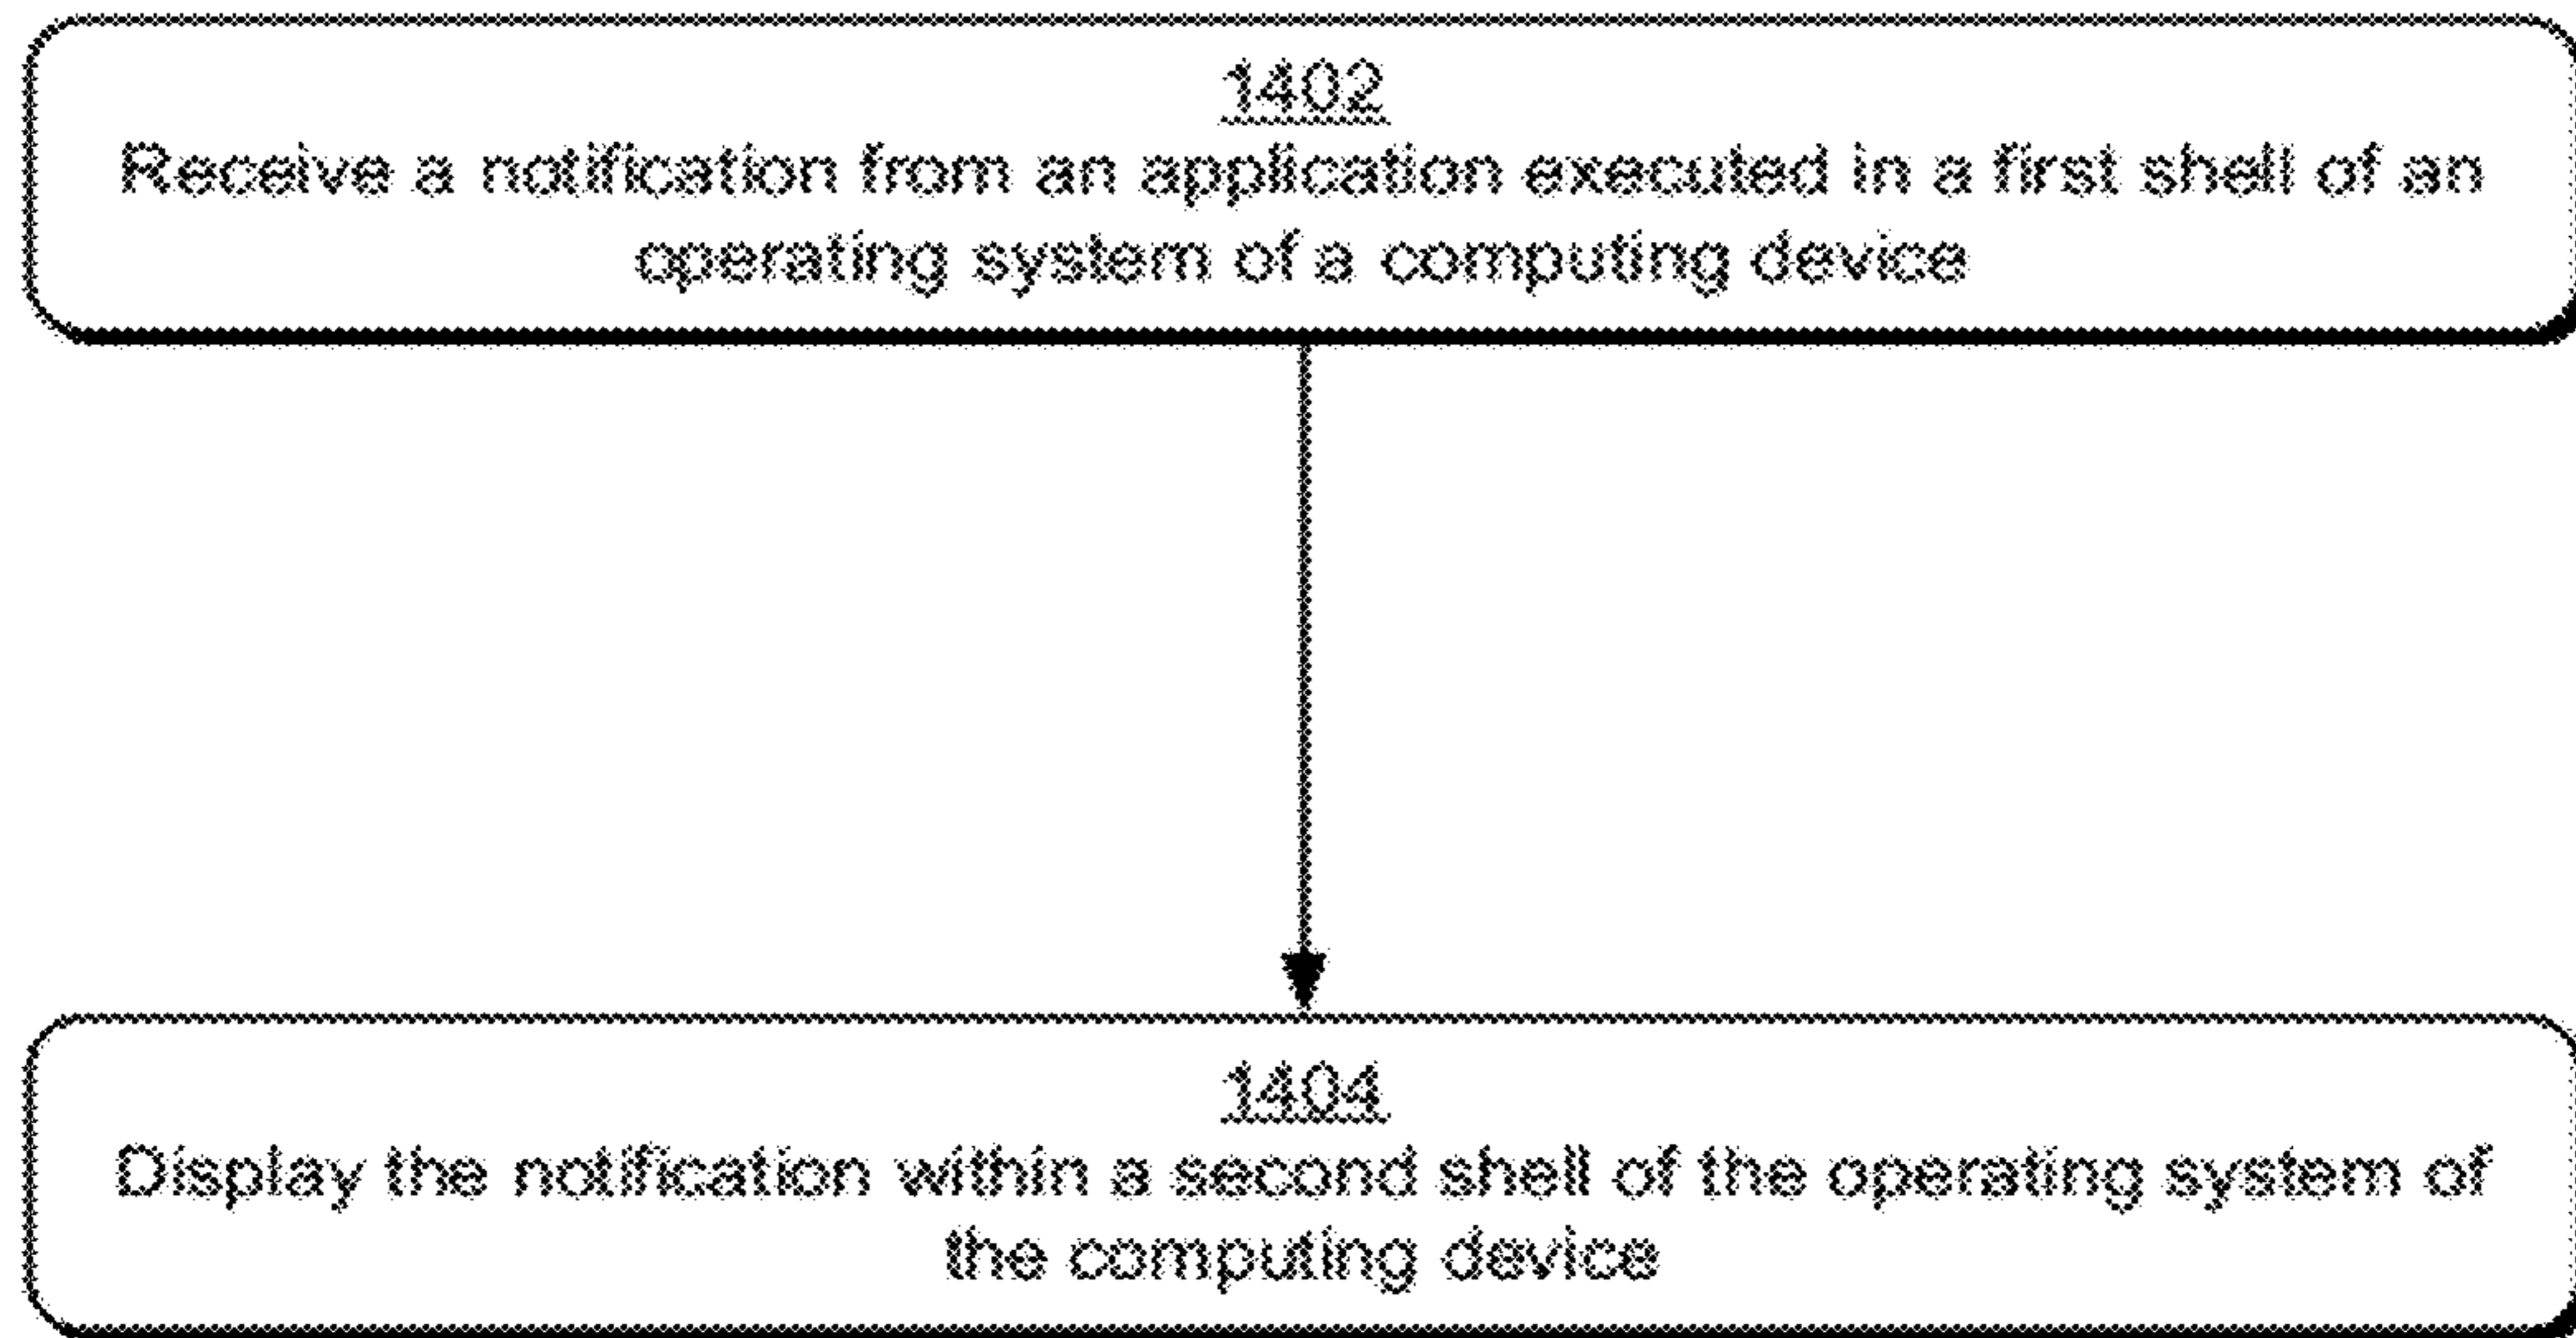 1402
Receive a notification from an application executed in a first shell of an
operating system of a computing device
1404
Display the notification within a second shell of the operating system of
the computing device